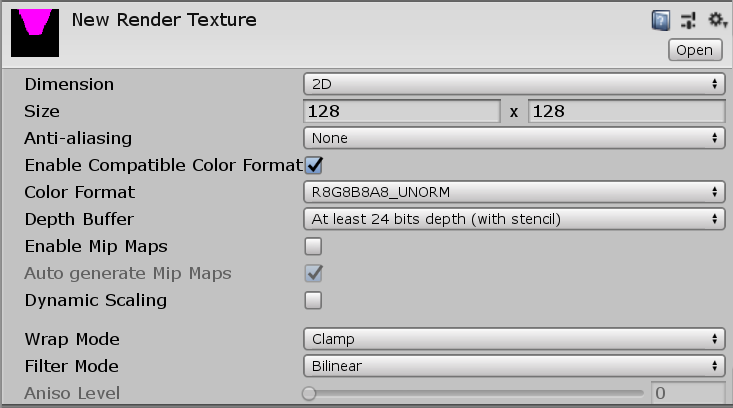 New Render Texture
Open
Dimension 2D
Size 128 x 128
Anti-aliasing None
Enable Compatible Color Format
Color Format R8G8B8A8_UNORM
Depth Buffer At least 24 bits depth (with stencil)
Enable Mip Maps
Auto generate Mip Maps
Dynamic Scaling
Wrap Mode Clamp
Filter Mode Bilinear
Aniso Level 0